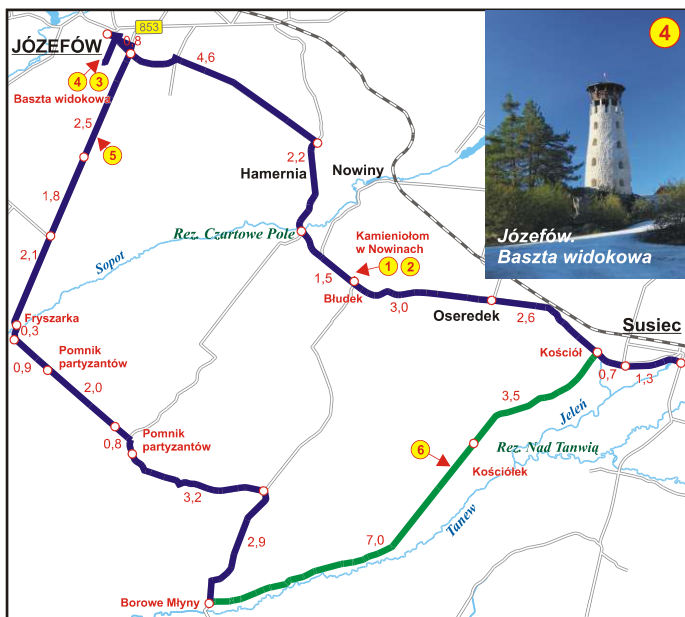 853
JÓZEFÓW
0,8
4 3
Baszta widokowa
4,6
2,5
5
1,8
2,1
2,2
Hamernia
Nowiny
Rez. Czartowe Pole
Sopot
Kamieniołom
w Nowinach
1 2
1,5
Błudek
3,0
Oseredek
2,6
Susiec
Kościół
0,7
1,3
Fryszarka
0,3
0,9
Pomnik
partyzantów
2,0
0,8
Pomnik
partyzantów
3,2
2,9
3,5
Jeleń
Rez. Nad Tanwią
6
Kościółek
Tanew
7,0
Borowe Młyny
4
Józefów.
Baszta widokowa